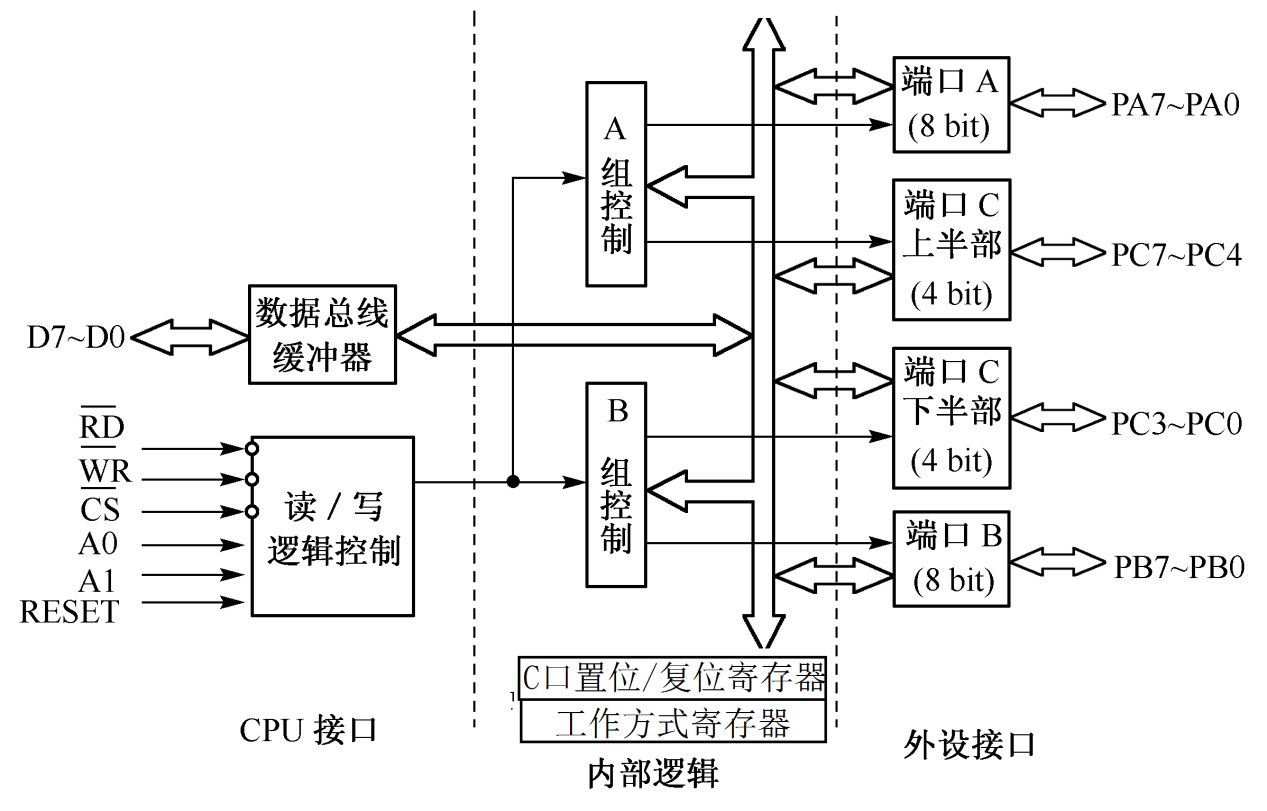 D7~D0
数据总线
缓冲器
RD
WR
CS
A0
A1
RESET
读 / 写
逻辑控制
CPU 接口
A
组
控
制
B
组
控
制
C口置位/复位寄存器
工作方式寄存器
内部逻辑
端口 A
(8 bit)
PA7~PA0
端口 C
上半部
(4 bit)
PC7~PC4
端口 C
下半部
(4 bit)
PC3~PC0
端口 B
(8 bit)
PB7~PB0
外设接口